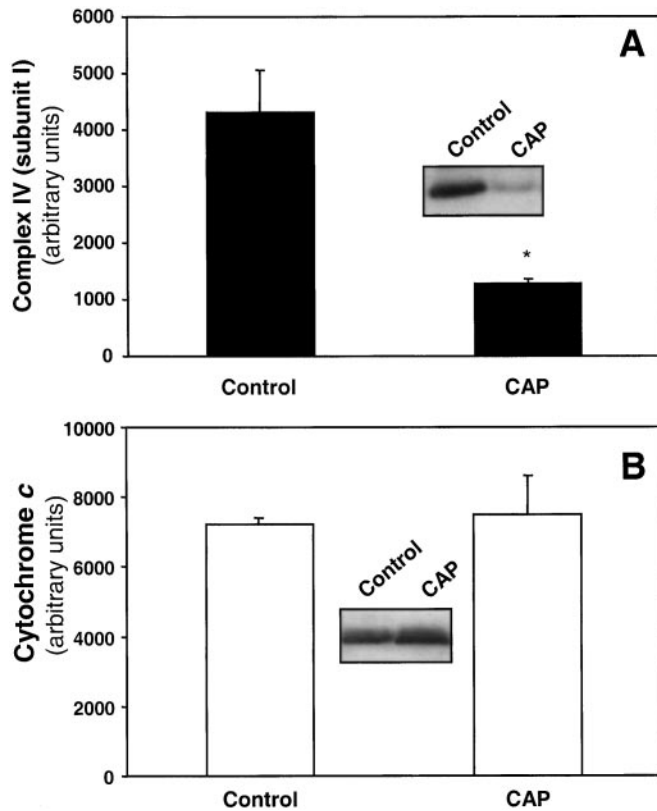 A
Complex IV (subunit I)
(arbitrary units)
6000
5000
4000
3000
2000
1000
0
Control
CAP
*
Control
CAP
B
Cytochrome c
(arbitrary units)
10000
8000
6000
4000
2000
0
Control
CAP
Control
CAP